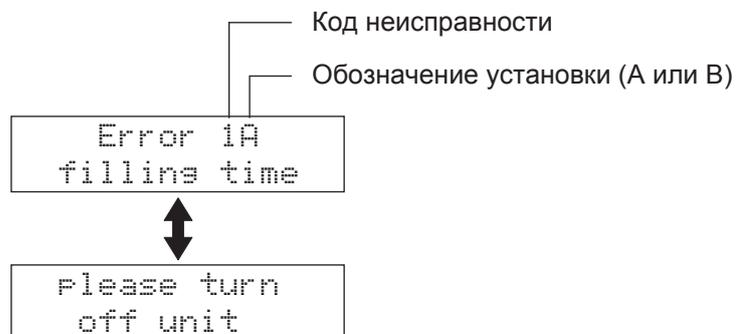 Код неисправности
Обозначение установки (А или В)
Error 1A
filling time
please turn
off unit